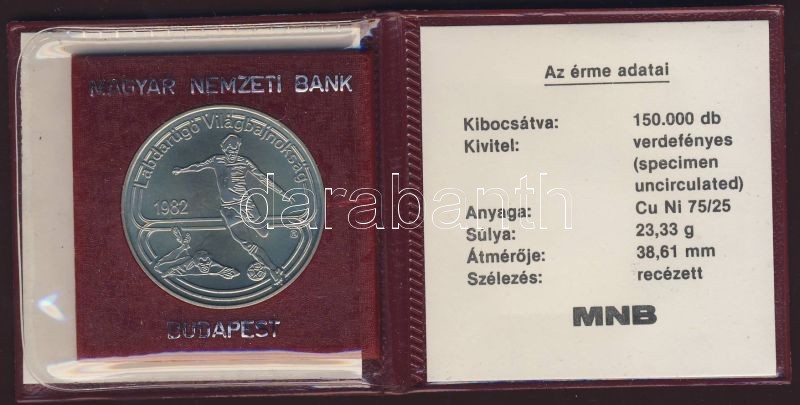 MAGYAR NEMZETI BANK
Labdarúgó Világbajnokság
1982
BUDAPEST
Az érme adatai
Kibocsátva: 150.000 db
Kivitel: verdefényes
(specimen
uncirculated)
Anyaga: Cu Ni 75/25
Súlya: 23,33 g
Átmérője: 38,61 mm
Szélezés: recézett
MNB
darabanth